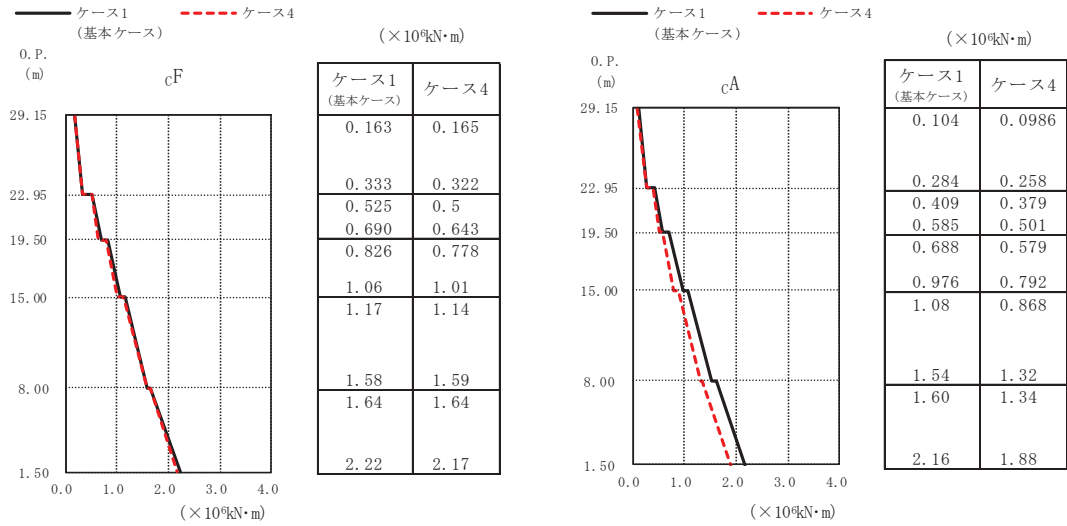 ケース1 ケース4
(基本ケース)
(×10⁶kN・m)
O.P.
(m)
cF
ケース1 ケース4
(基本ケース)
29.15
22.95
19.50
15.00
8.00
1.50
0.0 1.0 2.0 3.0 4.0
(×10⁶kN・m)
0.163 0.165
0.333 0.322
0.525 0.5
0.690 0.643
0.826 0.778
1.06 1.01
1.17 1.14
1.58 1.59
1.64 1.64
2.22 2.17
ケース1 ケース4
(基本ケース)
(×10⁶kN・m)
O.P.
(m)
cA
ケース1 ケース4
(基本ケース)
29.15
22.95
19.50
15.00
8.00
1.50
0.0 1.0 2.0 3.0 4.0
(×10⁶kN・m)
0.104 0.0986
0.284 0.258
0.409 0.379
0.585 0.501
0.688 0.579
0.976 0.792
1.08 0.868
1.54 1.32
1.60 1.34
2.16 1.88